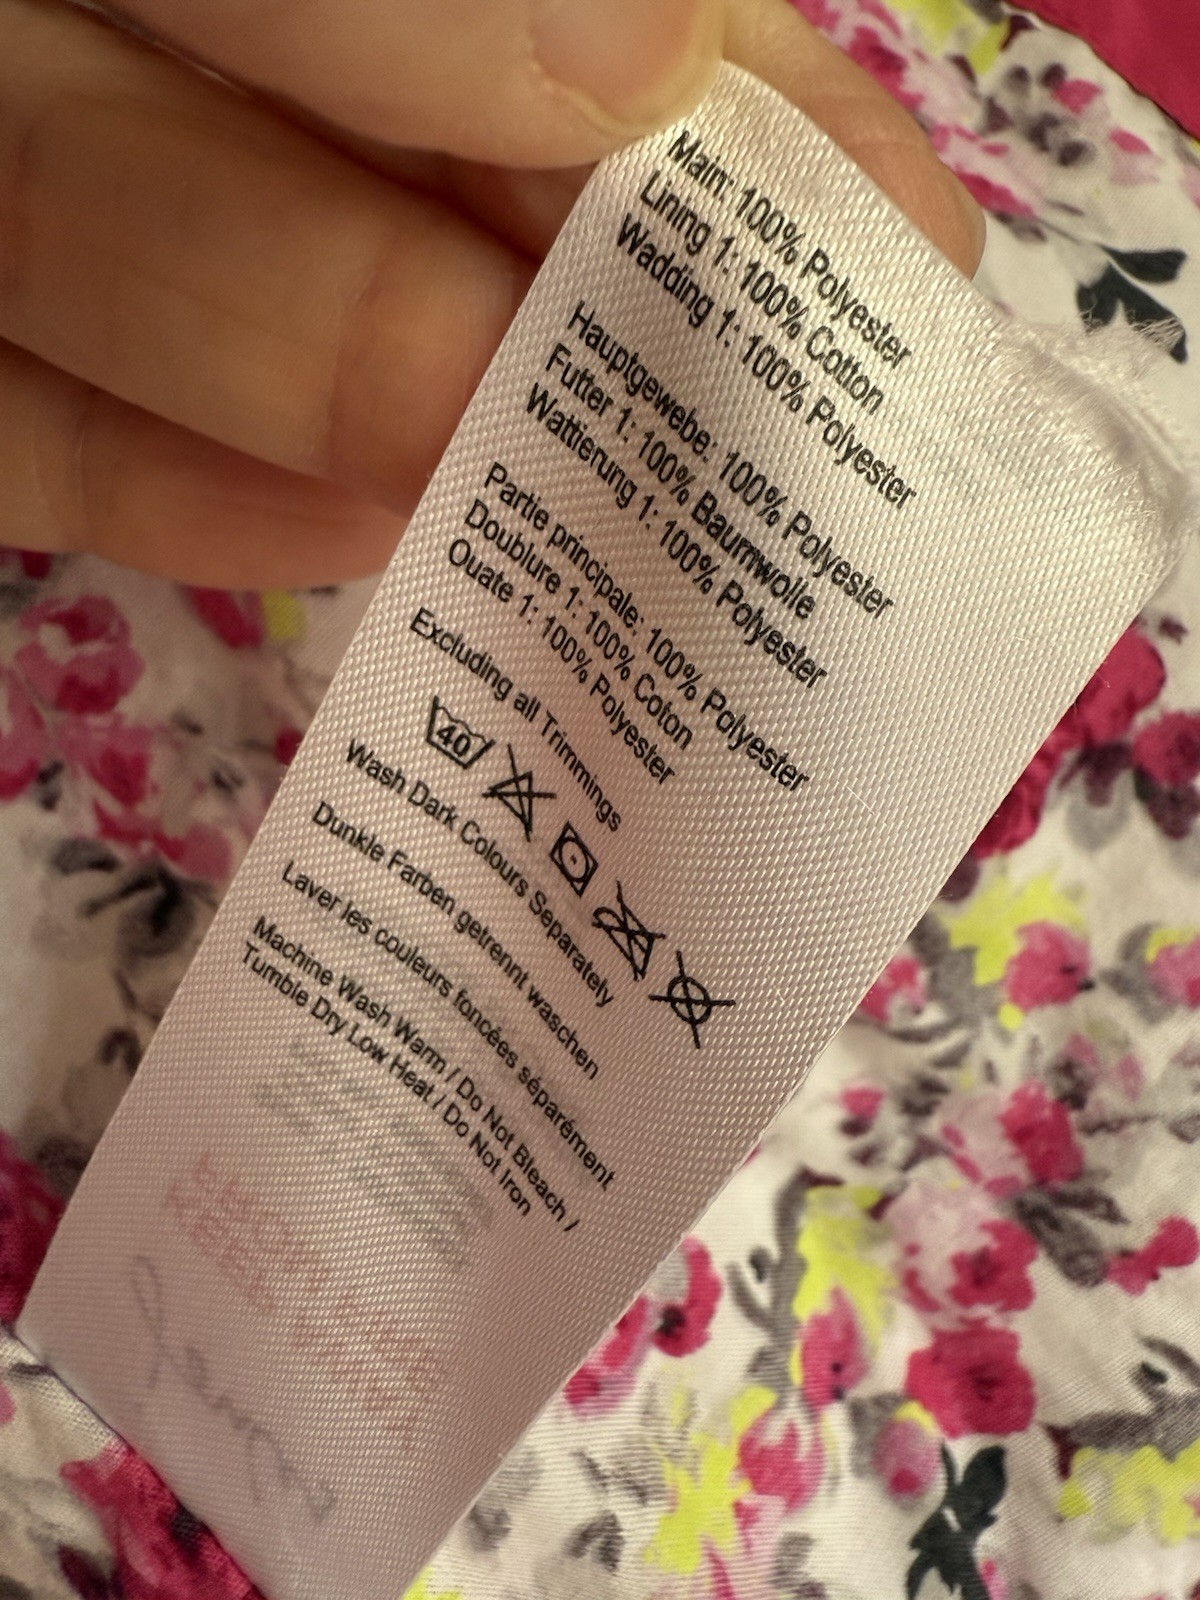 Main: 100% Polyester
Lining 1: 100% Cotton
Wadding 1: 100% Polyester
Hauptgewebe: 100% Polyester
Futter 1: 100% Baumwolle
Wattierung 1: 100% Polyester
Partie principale: 100% Polyester
Doublure 1: 100% Coton
Ouate 1: 100% Polyester
Excluding all Trimmings
40
Wash Dark Colours Separately
Dunkle Farben getrennt waschen
Laver les couleurs foncées séparément
Machine Wash Warm / Do Not Bleach /
Tumble Dry Low Heat / Do Not Iron